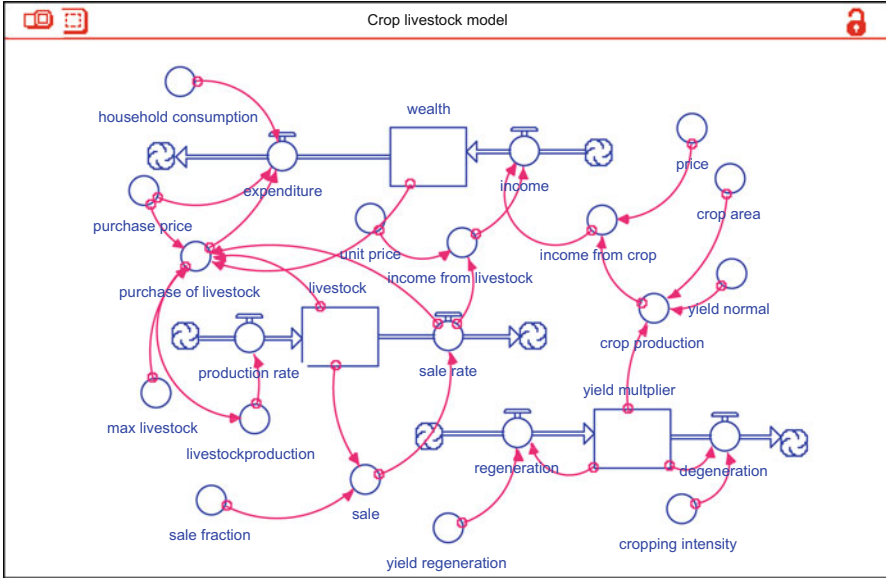 Crop livestock model
household consumption
wealth
expenditure
income
price
purchase price
crop area
unit price
income from livestock
income from crop
purchase of livestock
livestock
yield normal
crop production
production rate
sale rate
yield multplier
max livestock
livestockproduction
regeneration
degeneration
sale fraction
sale
yield regeneration
cropping intensity